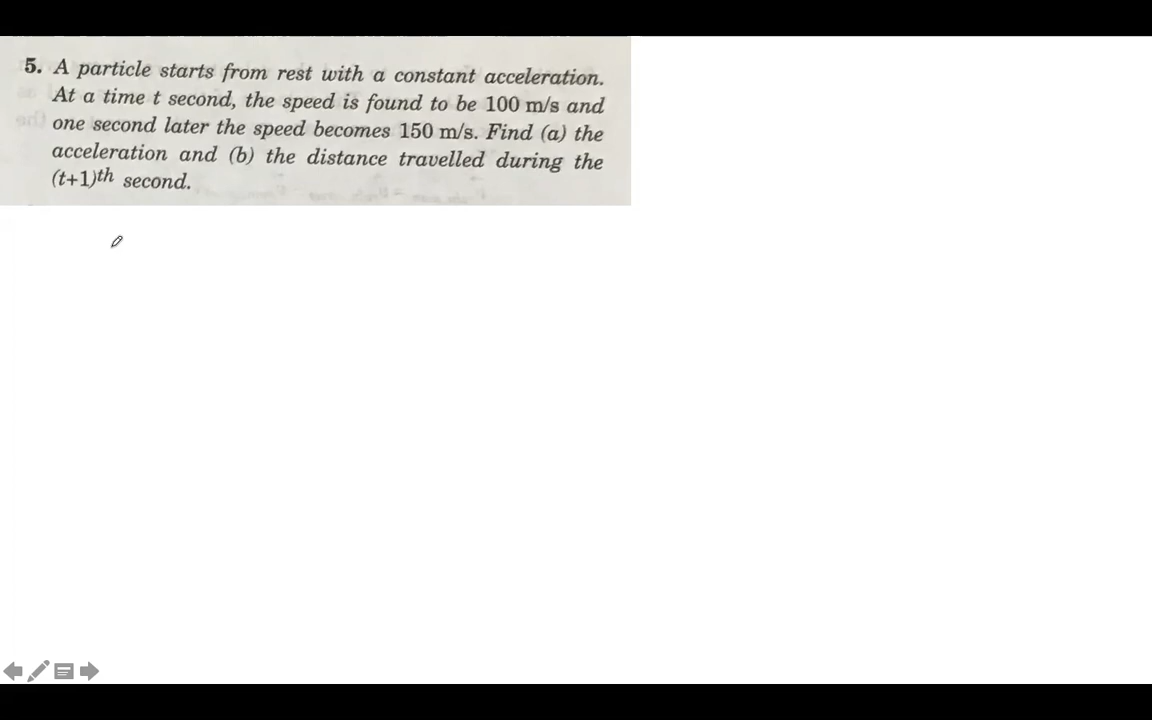 5. A particle starts from rest with a constant acceleration.
At a time t second, the speed is found to be 100 m/s and
one second later the speed becomes 150 m/s. Find (a) the
acceleration and (b) the distance travelled during the
(t+1)th second.